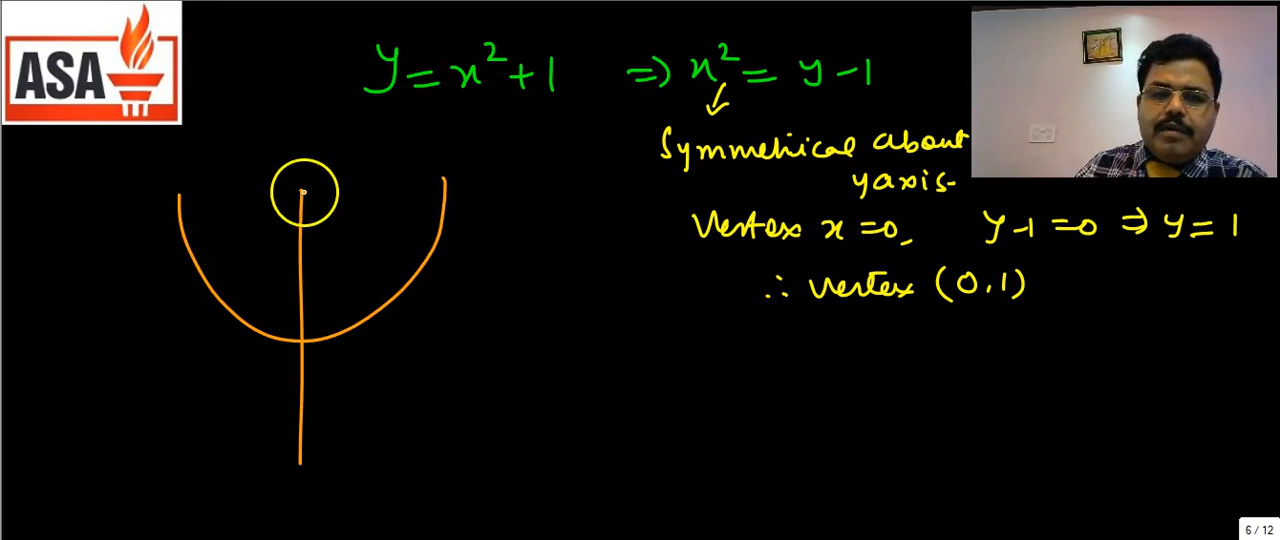 ASA
y = x² + 1 ⇒ x² = y - 1
Symmetrical about
y axis-
Vertex x = 0, y - 1 = 0 ⇒ y = 1
∴ vertex (0, 1)
6 / 12